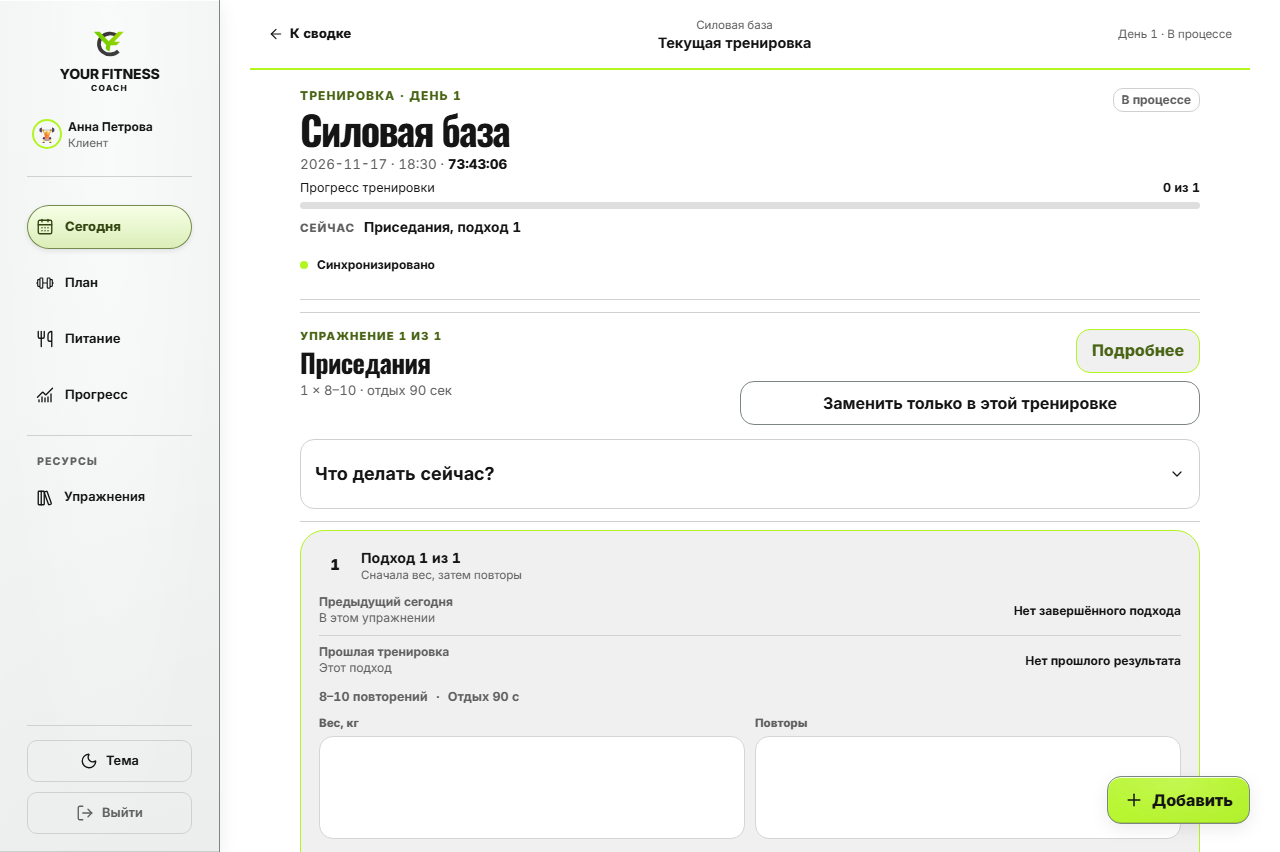 YOUR FITNESS
COACH
Анна Петрова
Клиент
Сегодня
План
Питание
Прогресс
РЕСУРСЫ
Упражнения
Тема
Выйти
К сводке
Силовая база
Текущая тренировка
День 1 · В процессе
ТРЕНИРОВКА · ДЕНЬ 1
В процессе
Силовая база
2026-11-17 · 18:30 · 73:43:06
Прогресс тренировки
0 из 1
СЕЙЧАС Приседания, подход 1
Синхронизировано
УПРАЖНЕНИЕ 1 ИЗ 1
Приседания
1 × 8–10 · отдых 90 сек
Подробнее
Заменить только в этой тренировке
Что делать сейчас?
1
Подход 1 из 1
Сначала вес, затем повторы
Предыдущий сегодня
В этом упражнении
Нет завершённого подхода
Прошлая тренировка
Этот подход
Нет прошлого результата
8–10 повторений · Отдых 90 с
Вес, кг
Повторы
Добавить